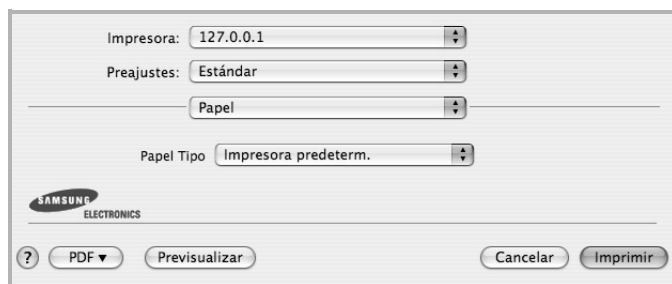 Impresora: 127.0.0.1
Preajustes: Estándar
Papel
Papel Tipo Impresora predeterm.
SAMSUNG
ELECTRONICS
? PDF ▼ Previsualizar Cancelar Imprimir